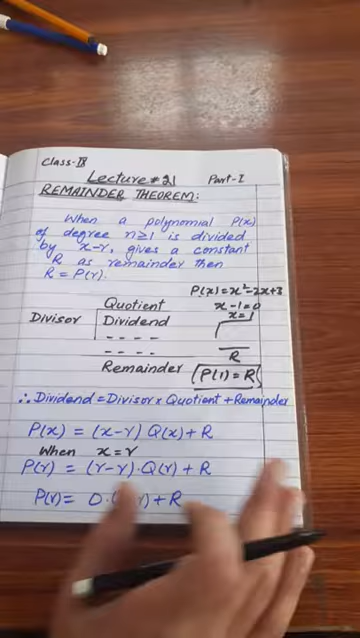 Class-IX
Lecture # 21 Part-I
REMAINDER THEOREM:
When a polynomial P(x)
of degree n≥1 is divided
by x-r, gives a constant
R as remainder then
R = P(r).
P(x)=x²-2x+3
x-1=0
x=1
Quotient
Divisor Dividend
- - - -
- - - -
R
Remainder
P(1)=R
∴ Dividend = Divisor × Quotient + Remainder
P(x) = (x-r) Q(x) + R
When x=r
P(r) = (r-r)·Q(r) + R
P(r) = 0· ) + R